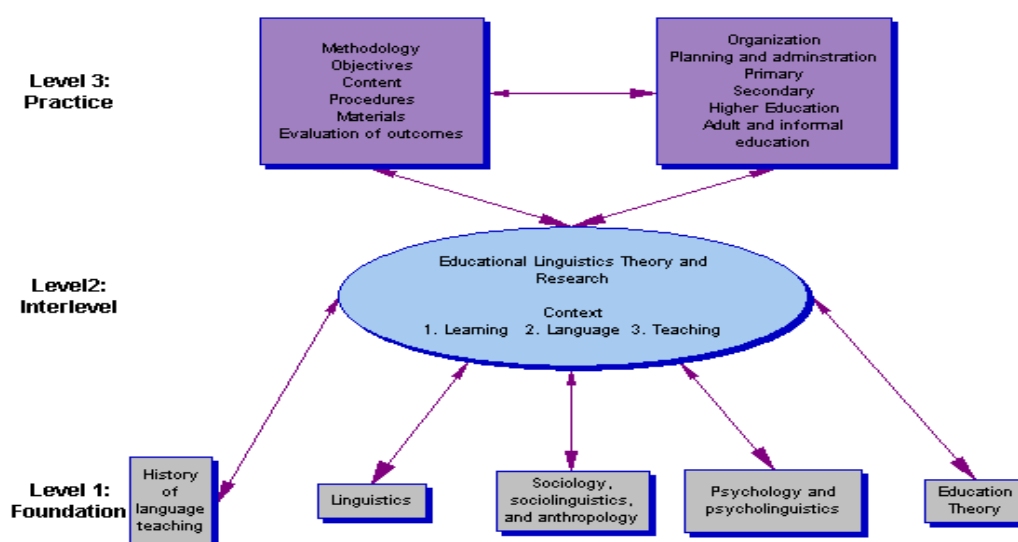 Level 3:
Practice
Methodology
Objectives
Content
Procedures
Materials
Evaluation of outcomes
Organization
Planning and adminstration
Primary
Secondary
Higher Education
Adult and informal
education
Level2:
Interlevel
Educational Linguistics Theory and
Research
Context
1. Learning 2. Language 3. Teaching
Level 1:
Foundation
History
of
language
teaching
Linguistics
Sociology,
sociolinguistics,
and anthropology
Psychology and
psycholinguistics
Education
Theory